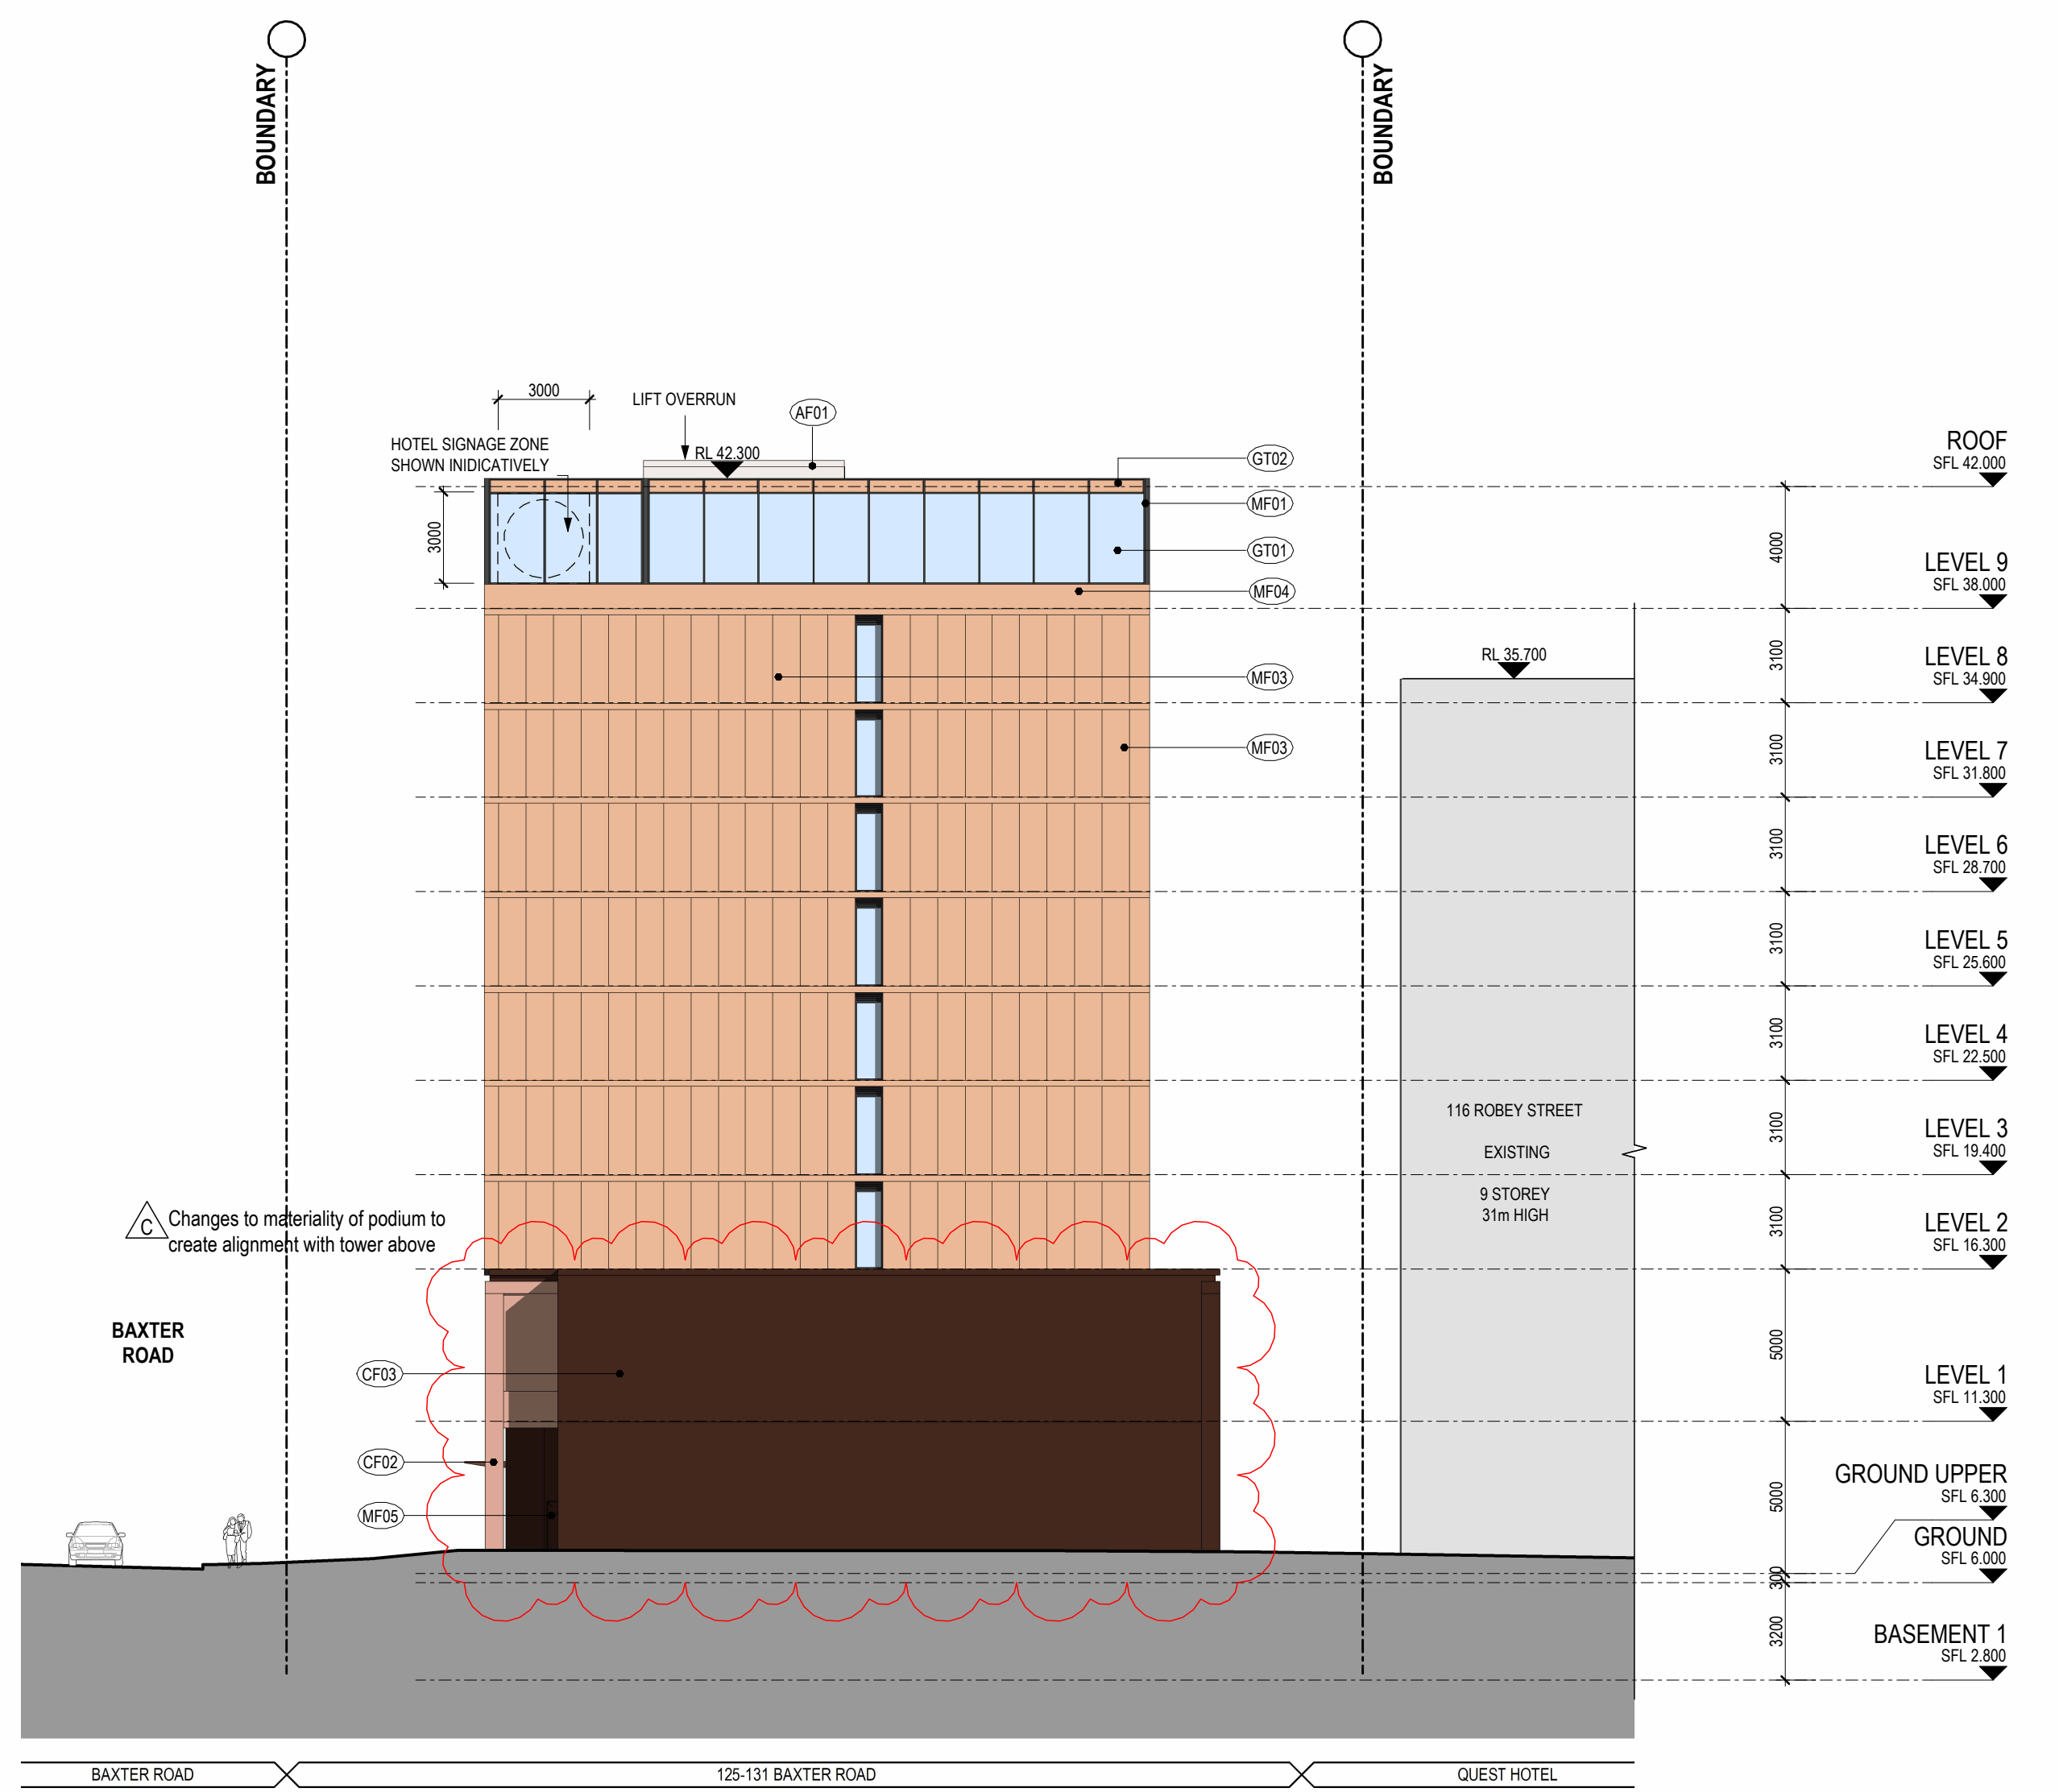 BOUNDARY
BOUNDARY
3000
LIFT OVERRUN
AF01
HOTEL SIGNAGE ZONE
SHOWN INIDICATIVELY
RL 42.300
3000
GT02
MF01
GT01
MF04
MF03
MF03
RL 35.700
116 ROBEY STREET
EXISTING
9 STOREY
31m HIGH
ROOF
SFL 42.000
4000
LEVEL 9
SFL 38.000
3100
LEVEL 8
SFL 34.900
3100
LEVEL 7
SFL 31.800
3100
LEVEL 6
SFL 28.700
3100
LEVEL 5
SFL 25.600
3100
LEVEL 4
SFL 22.500
3100
LEVEL 3
SFL 19.400
3100
LEVEL 2
SFL 16.300
5000
LEVEL 1
SFL 11.300
5000
GROUND UPPER
SFL 6.300
GROUND
SFL 6.000
300
3200
BASEMENT 1
SFL 2.800
C
Changes to materiality of podium to
create alignment with tower above
BAXTER
ROAD
CF03
CF02
MF05
BAXTER ROAD
125-131 BAXTER ROAD
QUEST HOTEL